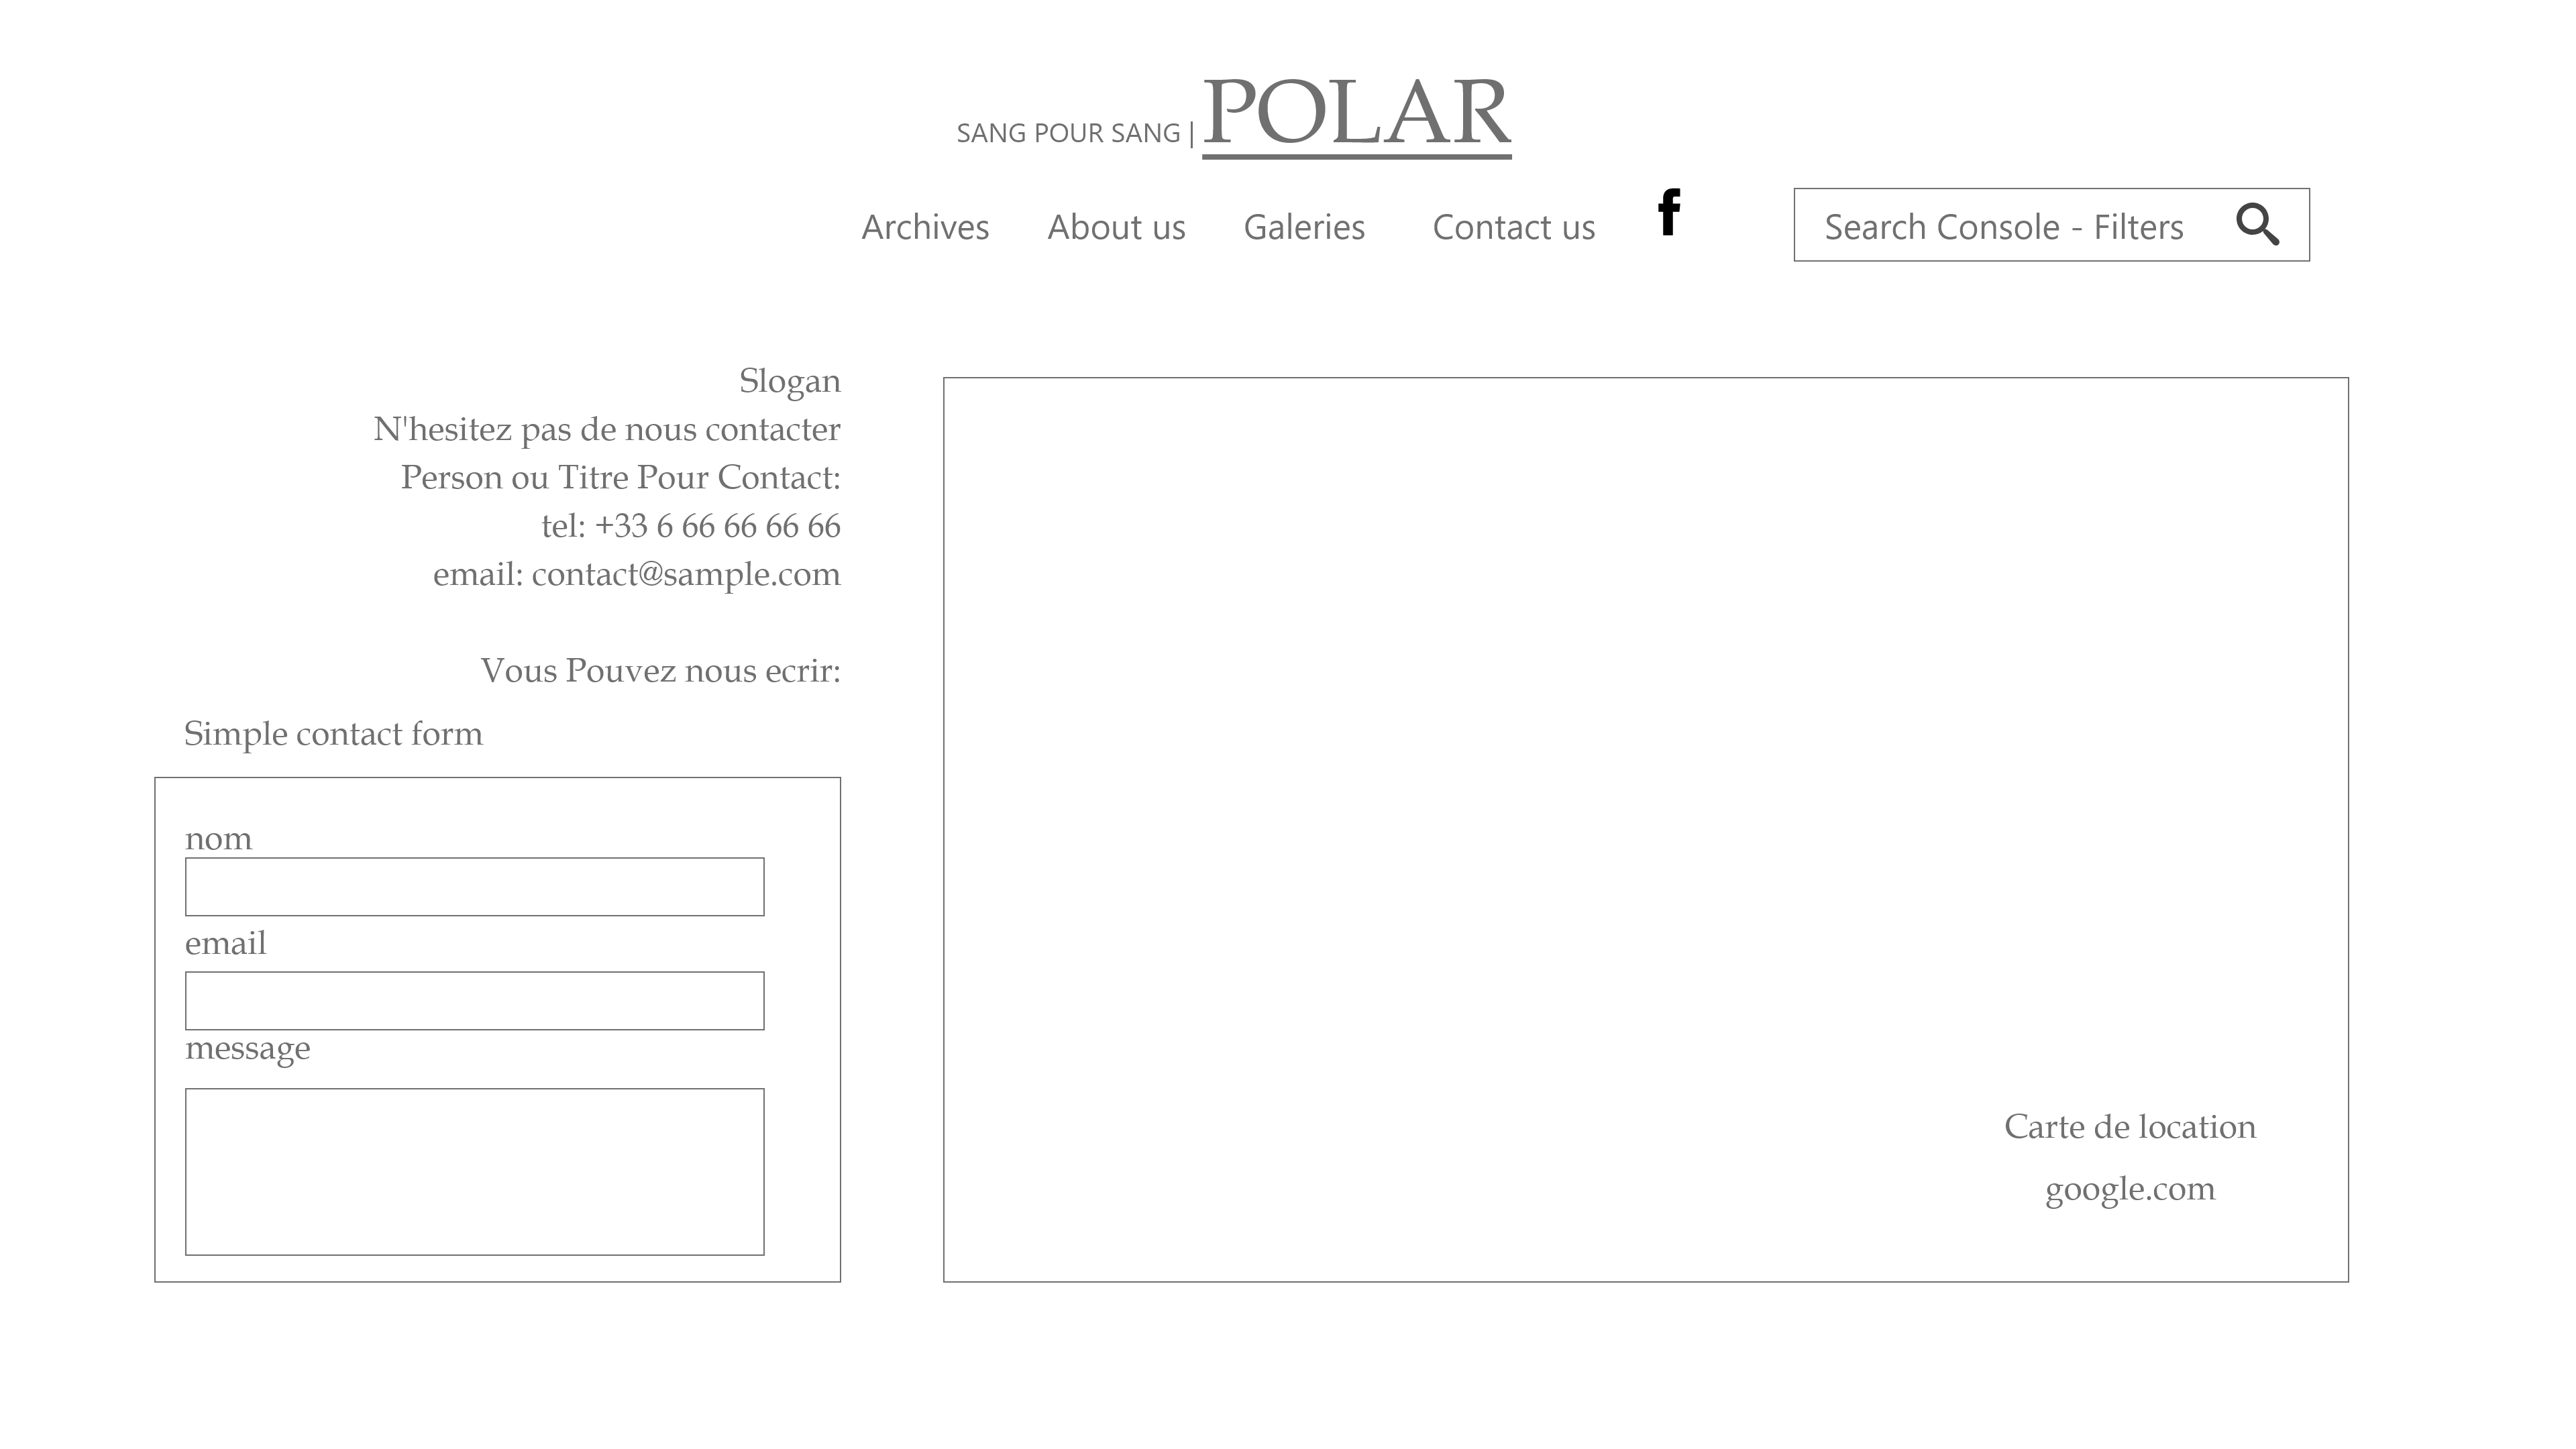 SANG POUR SANG | POLAR
Archives About us Galeries Contact us f Search Console - Filters
Slogan
N'hesitez pas de nous contacter
Person ou Titre Pour Contact:
tel: +33 6 66 66 66 66
email: contact@sample.com
Vous Pouvez nous ecrir:
Simple contact form
nom
email
message
Carte de location
google.com